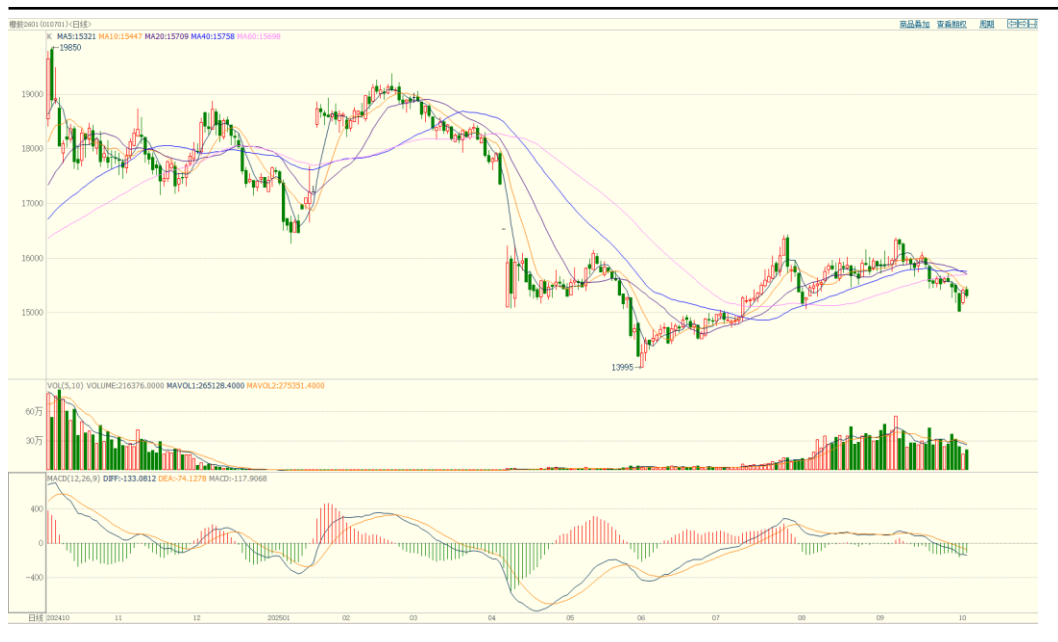 橡胶2601(010701)<日线>
商品叠加 查看期权 周期
K MA5:15321 MA10:15447 MA20:15709 MA40:15758 MA60:15698
19850
19000
18000
17000
16000
15000
13995
VOL(5,10) VOLUME:216376.0000 MAVOL1:265128.4000 MAVOL2:275351.4000
60万
30万
MACD(12,26,9) DIFF:-133.0812 DEA:-74.1278 MACD:-117.9068
400
0
-400
日线 202410 11 12 202501 02 03 04 05 06 07 08 09 10